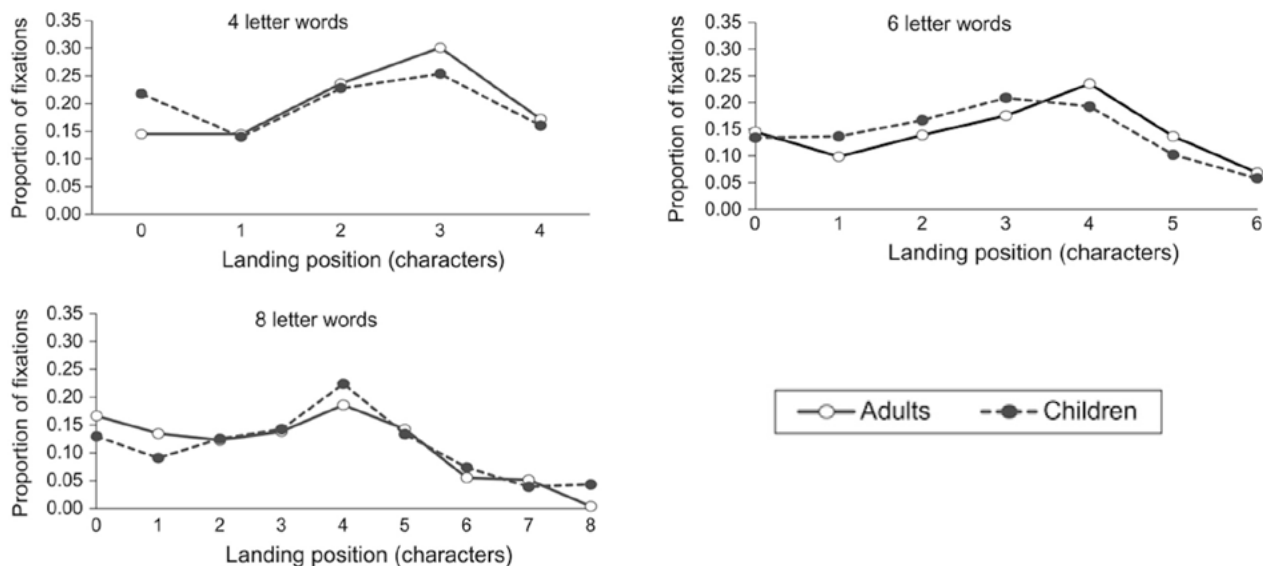 4 letter words
0.35
0.30
0.25
0.20
0.15
0.10
0.05
0.00
Proportion of fixations
0 1 2 3 4
Landing position (characters)
6 letter words
0.35
0.30
0.25
0.20
0.15
0.10
0.05
0.00
Proportion of fixations
0 1 2 3 4 5 6
Landing position (characters)
8 letter words
0.35
0.30
0.25
0.20
0.15
0.10
0.05
0.00
Proportion of fixations
0 1 2 3 4 5 6 7 8
Landing position (characters)
Adults Children